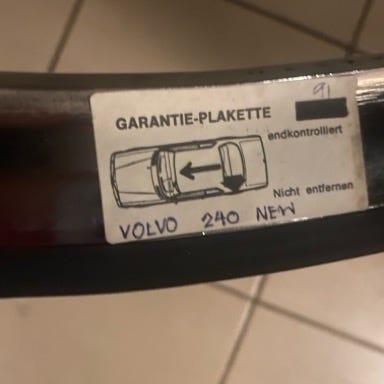 91
GARANTIE-PLAKETTE
endkontrolliert
Nicht entfernen
VOLVO 240 NEW